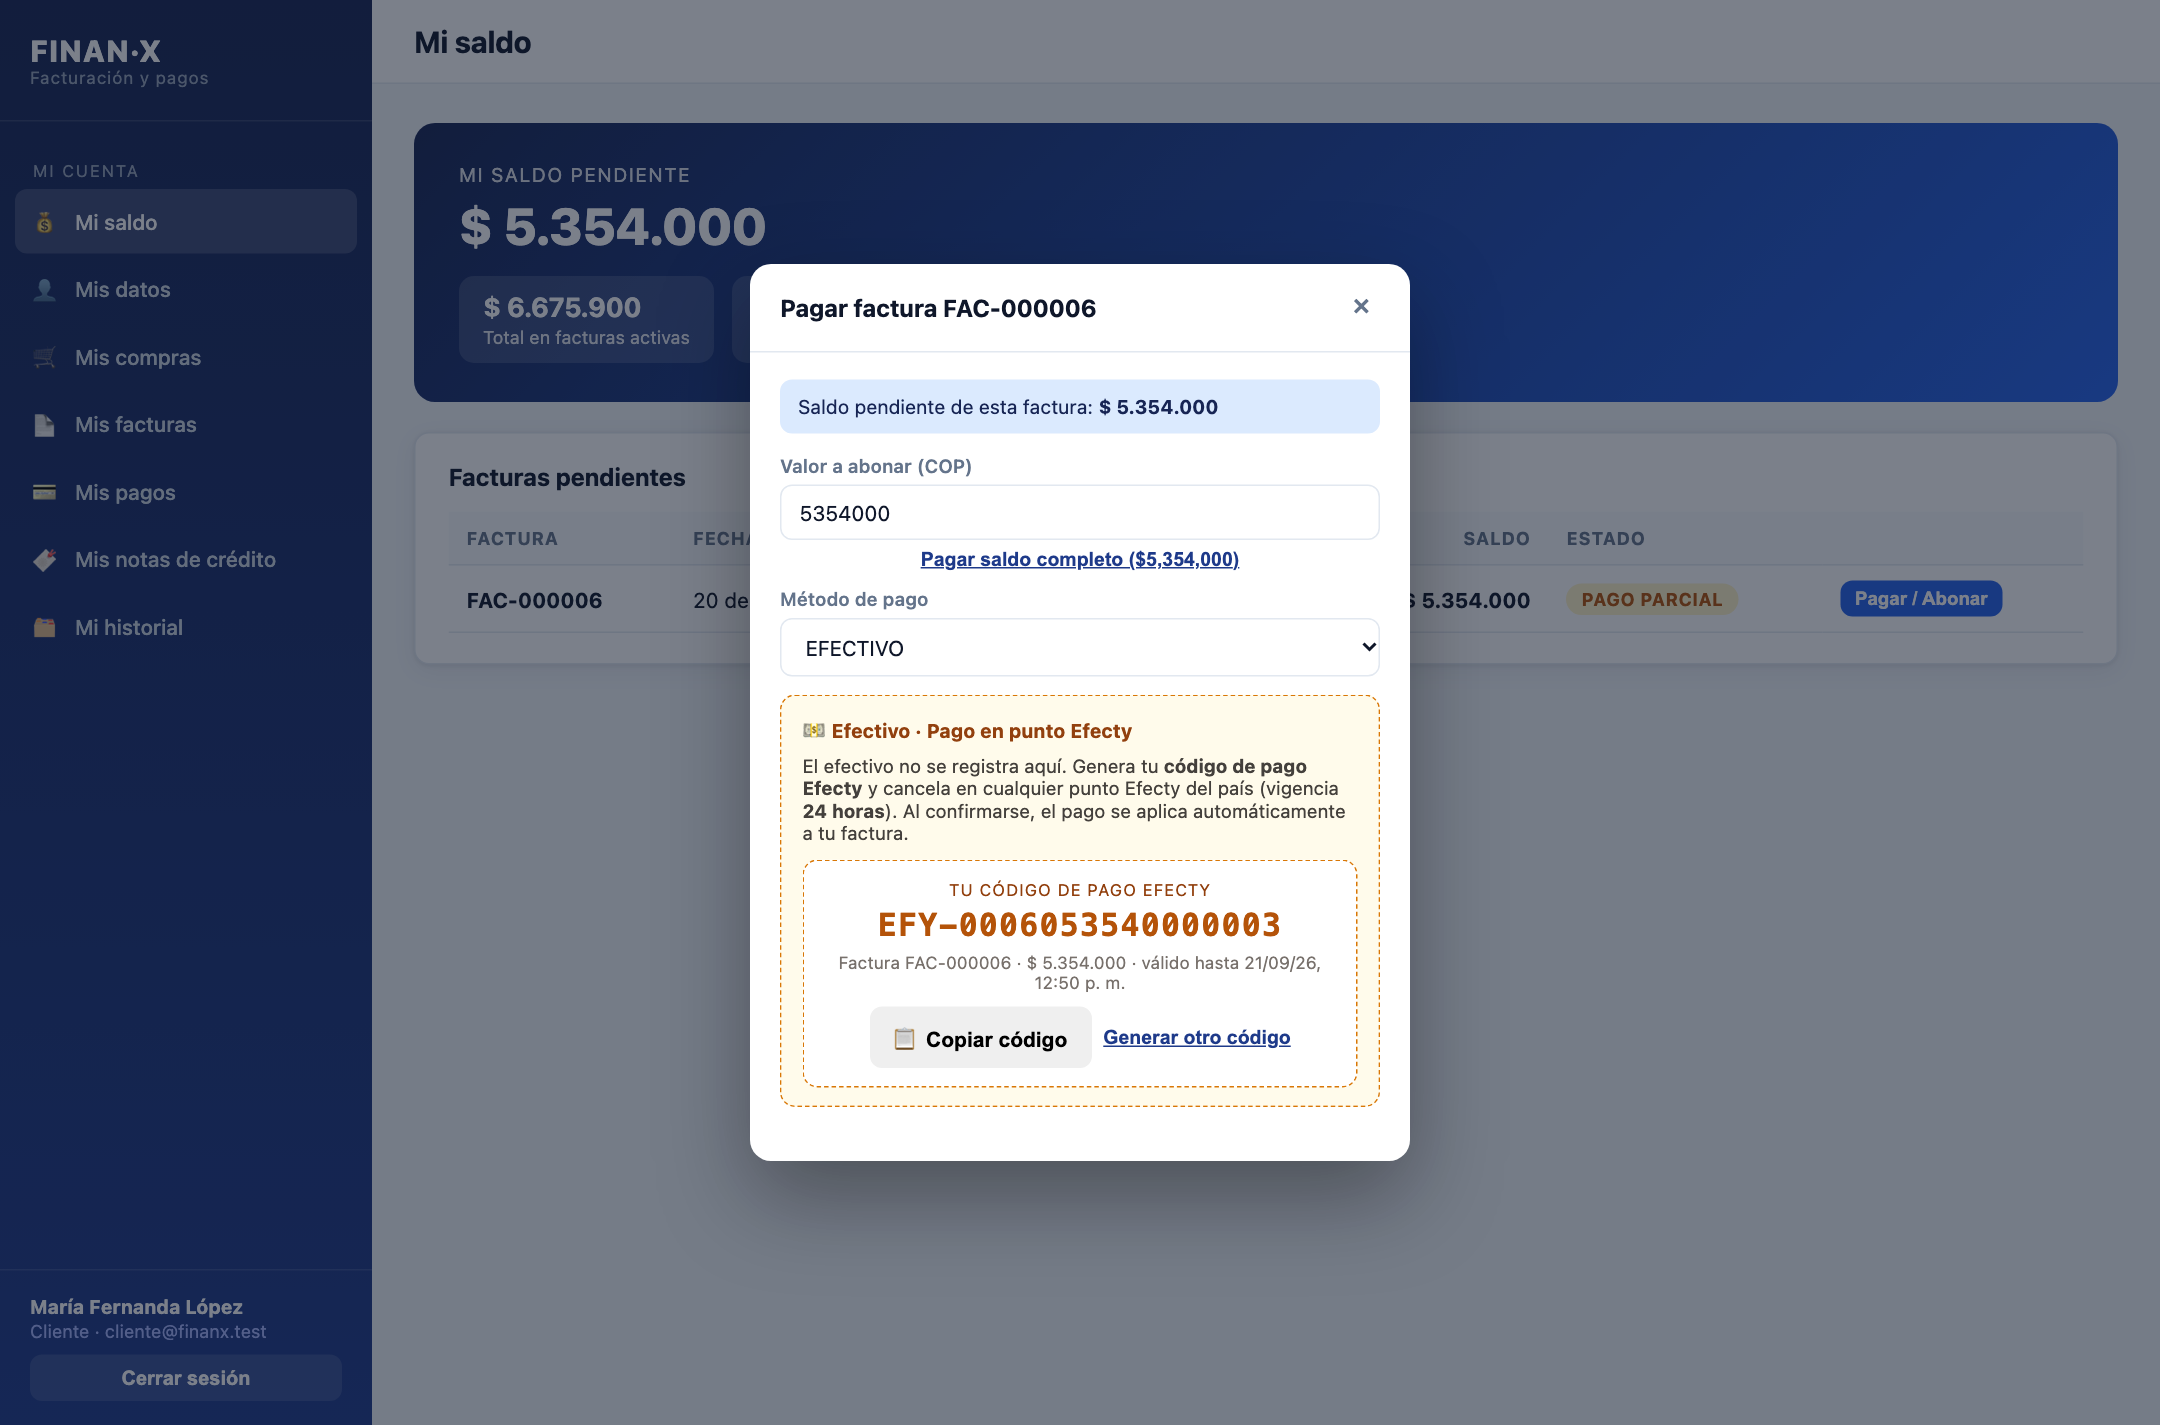 FINAN·X
Facturación y pagos
MI CUENTA
Mi saldo
Mis datos
Mis compras
Mis facturas
Mis pagos
Mis notas de crédito
Mi historial
María Fernanda López
Cliente · cliente@finanx.test
Cerrar sesión
Mi saldo
MI SALDO PENDIENTE
$ 5.354.000
$ 6.675.900
Total en facturas activas
Facturas pendientes
FACTURA SALDO ESTADO
FAC-000006 20 de $ 5.354.000 PAGO PARCIAL Pagar / Abonar
Pagar factura FAC-000006
×
Saldo pendiente de esta factura: $ 5.354.000
Valor a abonar (COP)
5354000
Pagar saldo completo ($5,354,000)
Método de pago
EFECTIVO
Efectivo · Pago en punto Efecty
El efectivo no se registra aquí. Genera tu código de pago
Efecty y cancela en cualquier punto Efecty del país (vigencia
24 horas). Al confirmarse, el pago se aplica automáticamente
a tu factura.
TU CÓDIGO DE PAGO EFECTY
EFY-0006053540000003
Factura FAC-000006 · $ 5.354.000 · válido hasta 21/09/26,
12:50 p. m.
Copiar código Generar otro código